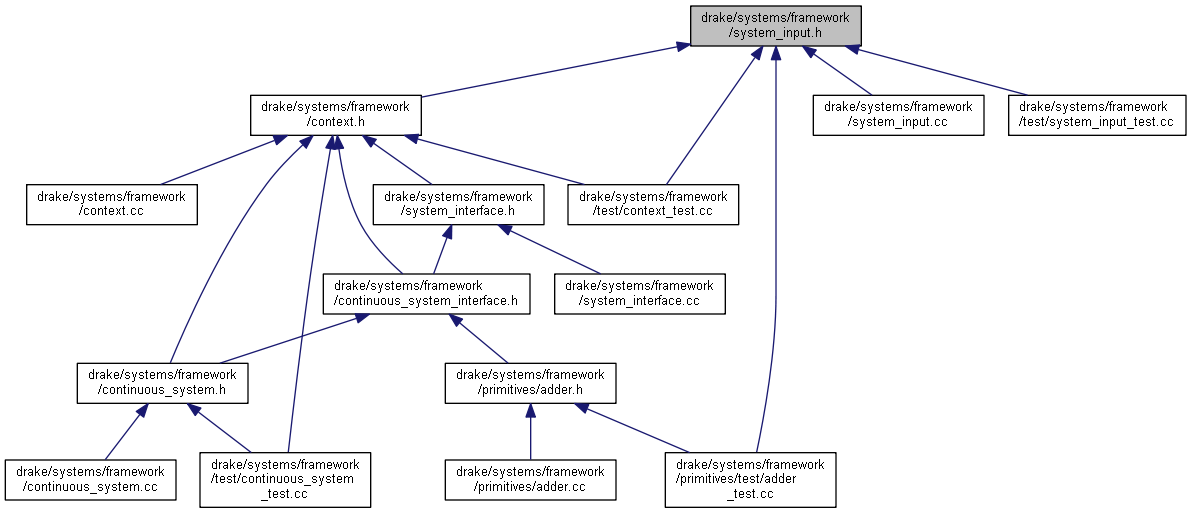 drake/systems/framework
/system_input.h
drake/systems/framework
/context.h
drake/systems/framework
/system_input.cc
drake/systems/framework
/test/system_input_test.cc
drake/systems/framework
/context.cc
drake/systems/framework
/system_interface.h
drake/systems/framework
/test/context_test.cc
drake/systems/framework
/continuous_system_interface.h
drake/systems/framework
/system_interface.cc
drake/systems/framework
/continuous_system.h
drake/systems/framework
/primitives/adder.h
drake/systems/framework
/continuous_system.cc
drake/systems/framework
/test/continuous_system
_test.cc
drake/systems/framework
/primitives/adder.cc
drake/systems/framework
/primitives/test/adder
_test.cc